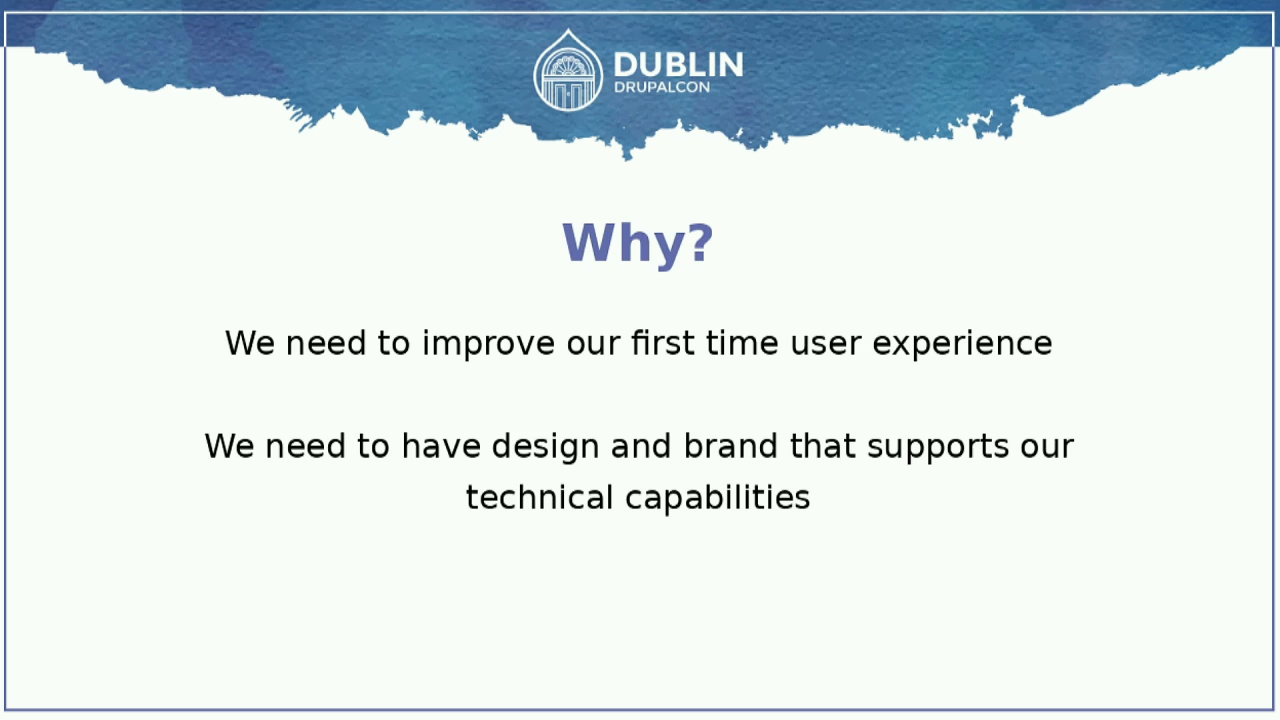 DUBLIN
DRUPALCON
Why?
We need to improve our first time user experience
We need to have design and brand that supports our
technical capabilities